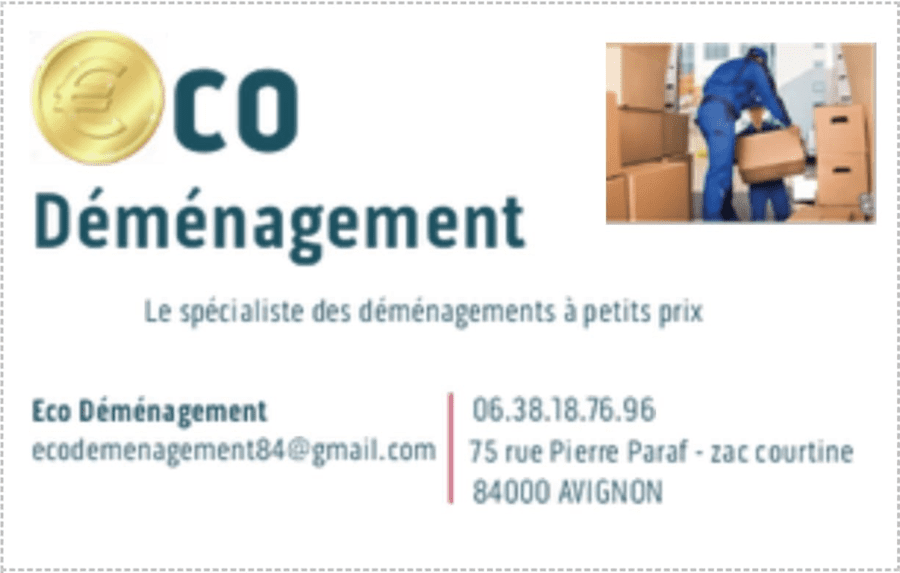 €co
Déménagement
Le spécialiste des déménagements à petits prix
Eco Déménagement
ecodemenagement84@gmail.com
06.38.18.76.96
75 rue Pierre Paraf - zac courtine
84000 AVIGNON